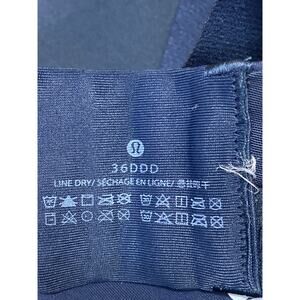 36DDD
LINE DRY/ SÉCHAGE EN LIGNE/ 悬挂晾干